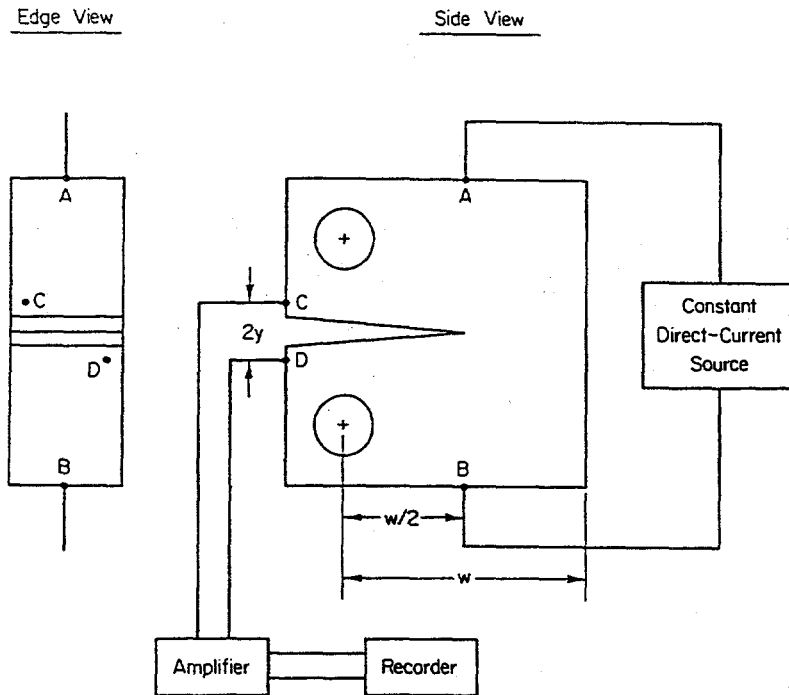 Edge View
Side View
A
A
C
C
2y
D
D
B
B
w/2
w
Constant
Direct-Current
Source
Amplifier
Recorder